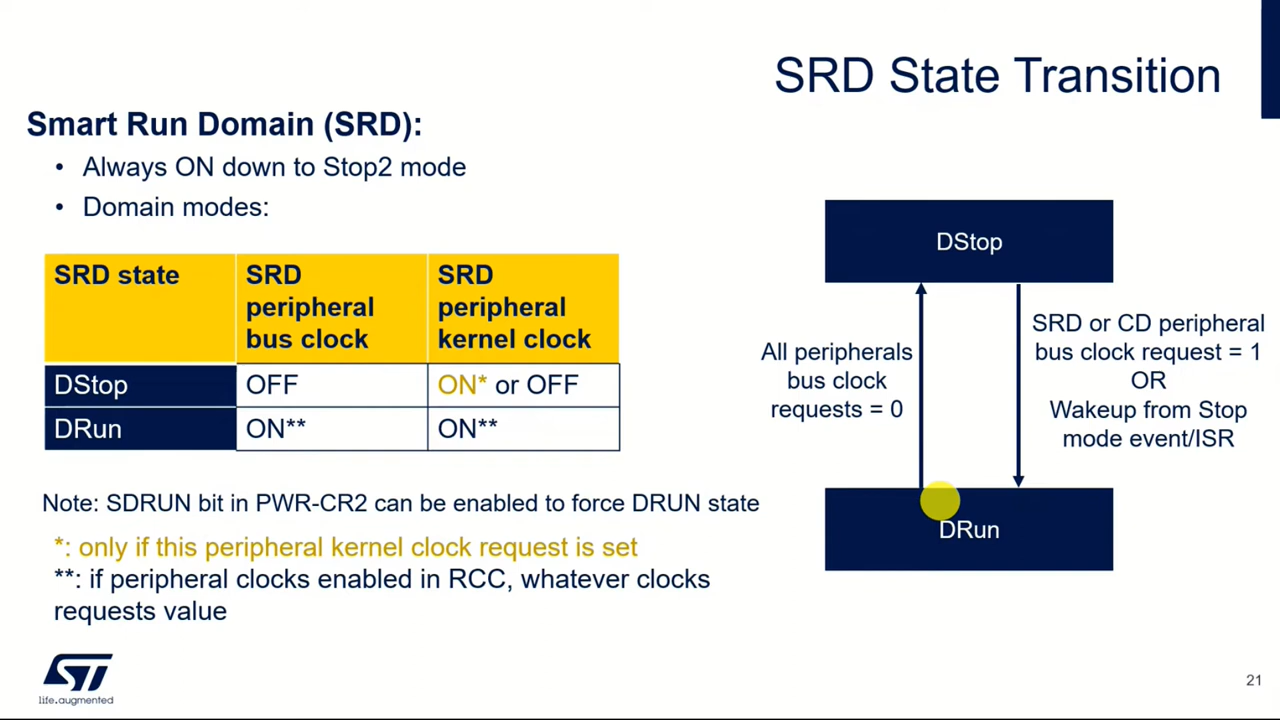 SRD State Transition
Smart Run Domain (SRD):
• Always ON down to Stop2 mode
• Domain modes:
SRD state
SRD
peripheral
bus clock
SRD
peripheral
kernel clock
DStop
OFF
ON* or OFF
DRun
ON**
ON**
Note: SDRUN bit in PWR-CR2 can be enabled to force DRUN state
*: only if this peripheral kernel clock request is set
**: if peripheral clocks enabled in RCC, whatever clocks
requests value
DStop
All peripherals
bus clock
requests = 0
SRD or CD peripheral
bus clock request = 1
OR
Wakeup from Stop
mode event/ISR
DRun
ST
life.augmented
21